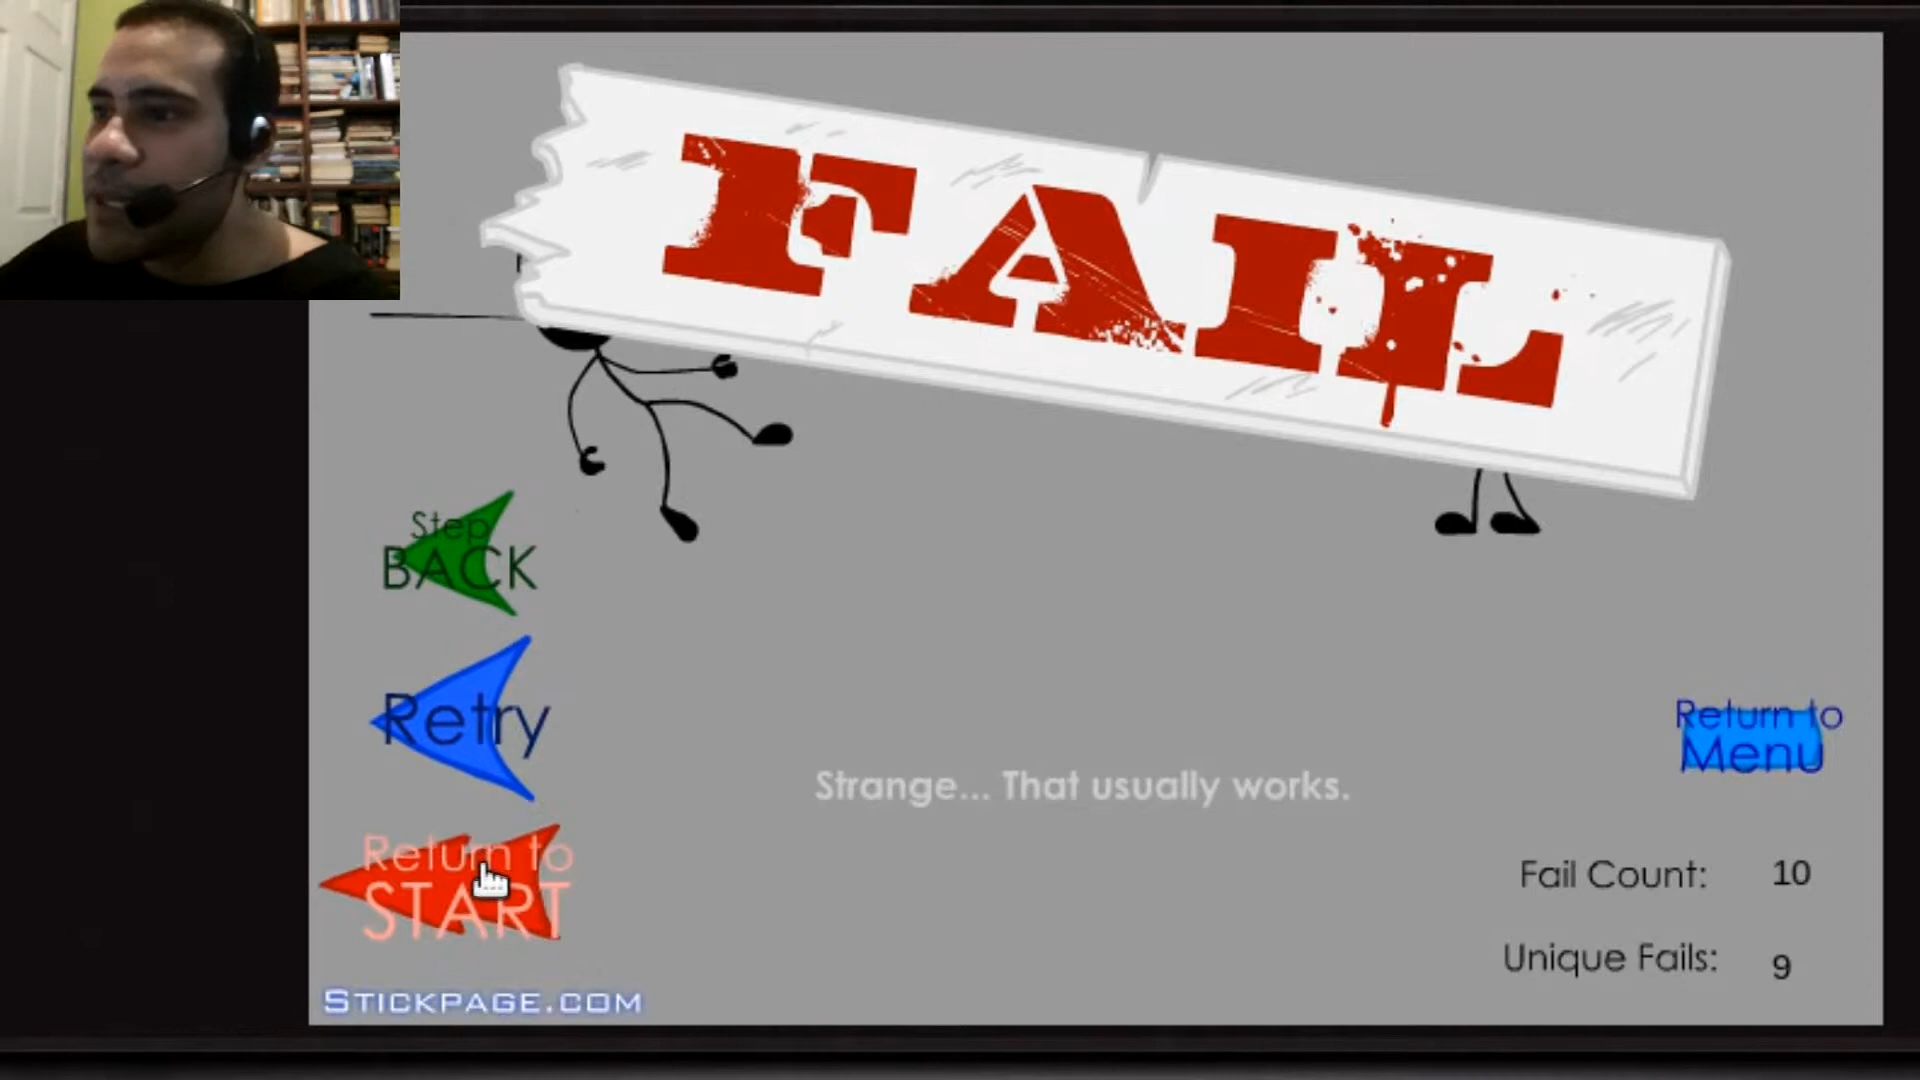 FAIL
Step
BACK
Retry
Return to
Menu
Strange... That usually works.
Return to
START
Fail Count: 10
Unique Fails: 9
STICKPAGE.COM